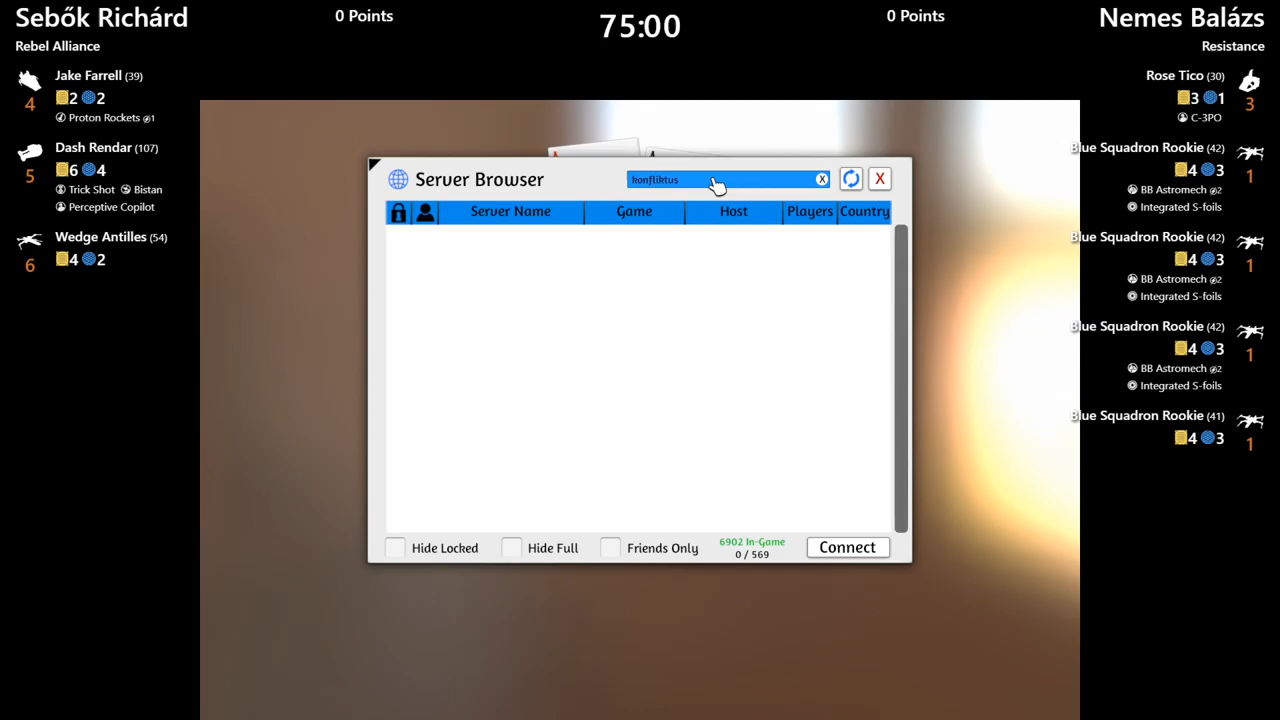 Sebők Richárd
0 Points
75:00
0 Points
Nemes Balázs
Rebel Alliance
Resistance
Jake Farrell (39)
4
2 2
Proton Rockets 1
Dash Rendar (107)
5
6 4
Trick Shot Bistan
Perceptive Copilot
Wedge Antilles (54)
6
4 2
Server Browser
konfliktus
X
X
Server Name Game Host Players Country
Hide Locked
Hide Full
Friends Only
6902 In-Game
0 / 569
Connect
Rose Tico (30)
3 1
3
C-3PO
Blue Squadron Rookie (42)
4 3
1
BB Astromech 2
Integrated S-foils
Blue Squadron Rookie (42)
4 3
1
BB Astromech 2
Integrated S-foils
Blue Squadron Rookie (42)
4 3
1
BB Astromech 2
Integrated S-foils
Blue Squadron Rookie (41)
4 3
1